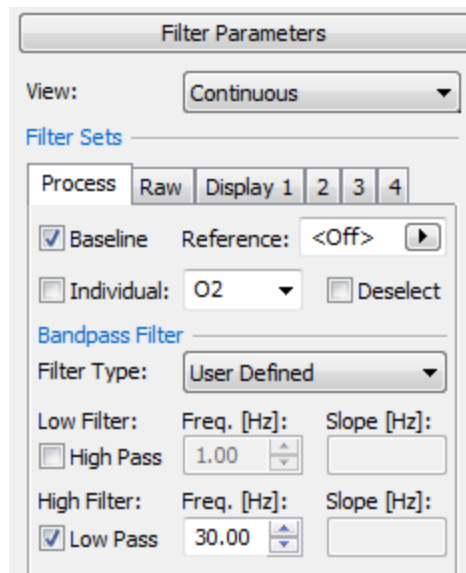 Filter Parameters
View: Continuous
Filter Sets
Process Raw Display 1 2 3 4
Baseline Reference: <Off>
Individual: O2 Deselect
Bandpass Filter
Filter Type: User Defined
Low Filter: Freq. [Hz]: Slope [Hz]:
High Pass 1.00
High Filter: Freq. [Hz]: Slope [Hz]:
Low Pass 30.00